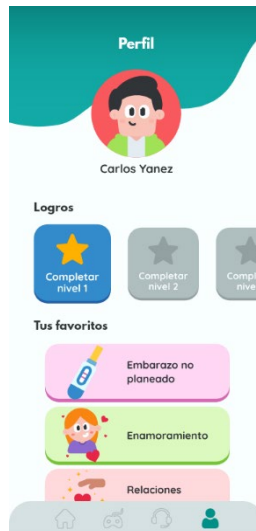 Perfil
Carlos Yanez
Logros
Completar
nivel 1
Completar
nivel 2
Tus favoritos
Embarazo no
planeado
Enamoramiento
Relaciones